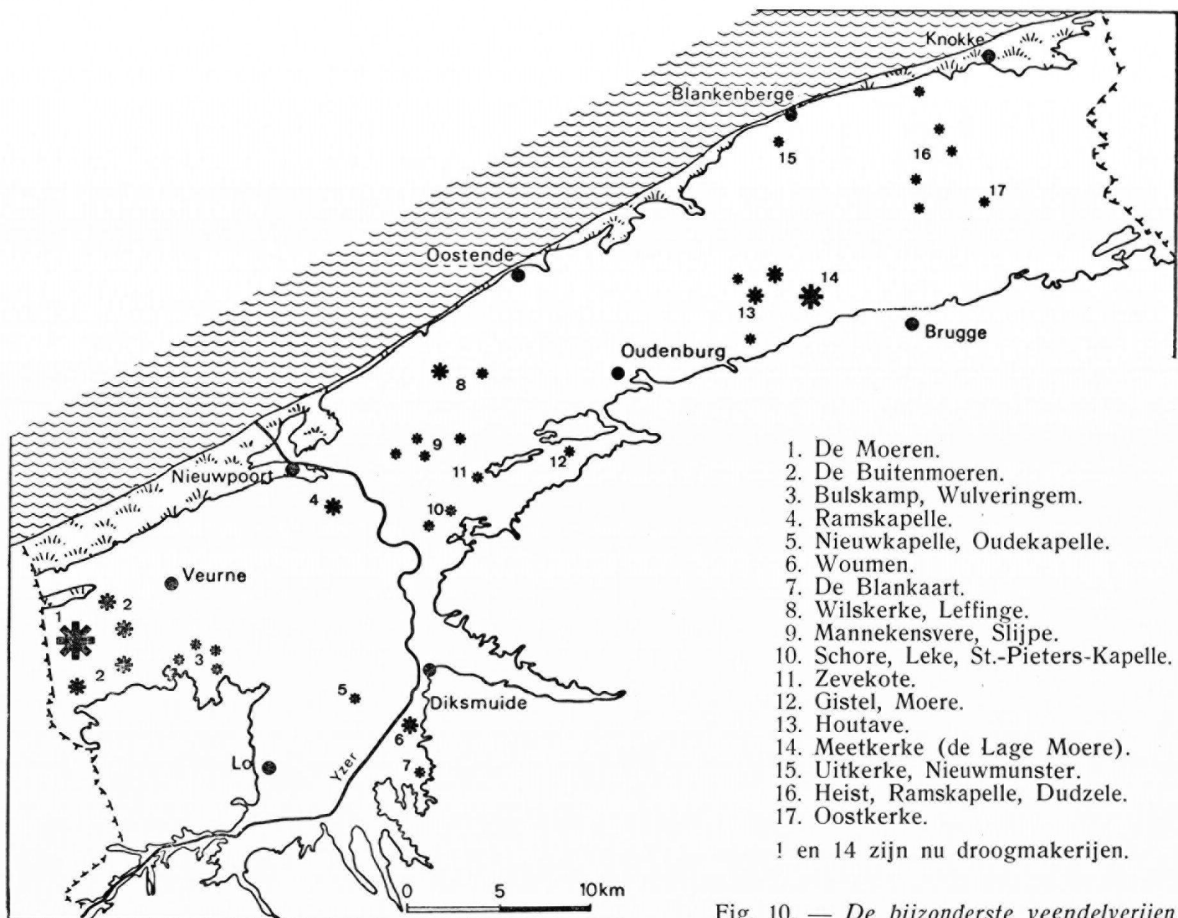 Knokke
Blankenberge
15
16
17
Oostende
14
13
Brugge
Oudenburg
8
9
12
11
Nieuwpoort
4
10
Veurne
2
1
3
2
5
Diksmuide
6
Lo
Yzer
7
0 5 10km
1. De Moeren.
2. De Buitenmoeren.
3. Bulskamp, Wulveringem.
4. Ramskapelle.
5. Nieuwkapelle, Oudekapelle.
6. Woumen.
7. De Blankaart.
8. Wilskerke, Leffinge.
9. Mannekensvere, Slijpe.
10. Schore, Leke, St.-Pieters-Kapelle.
11. Zevekote.
12. Gistel, Moere.
13. Houtave.
14. Meetkerke (de Lage Moere).
15. Uitkerke, Nieuwmunster.
16. Heist, Ramskapelle, Dudzele.
17. Oostkerke.
! en 14 zijn nu droogmakerijen.
Fig. 10. — De bijzonderste veendelverijen